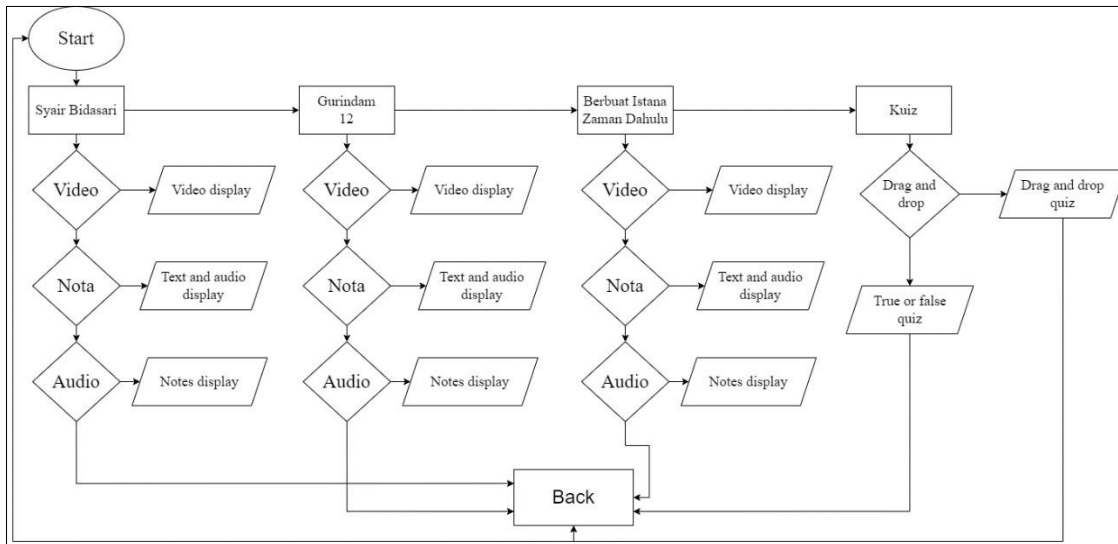 Start
Syair Bidasari
Gurindam
12
Berbuat Istana
Zaman Dahulu
Kuiz
Video
Video display
Video
Video display
Video
Video display
Drag and
drop
Drag and drop
quiz
Nota
Text and audio
display
Nota
Text and audio
display
Nota
Text and audio
display
True or false
quiz
Audio
Notes display
Audio
Notes display
Audio
Notes display
Back